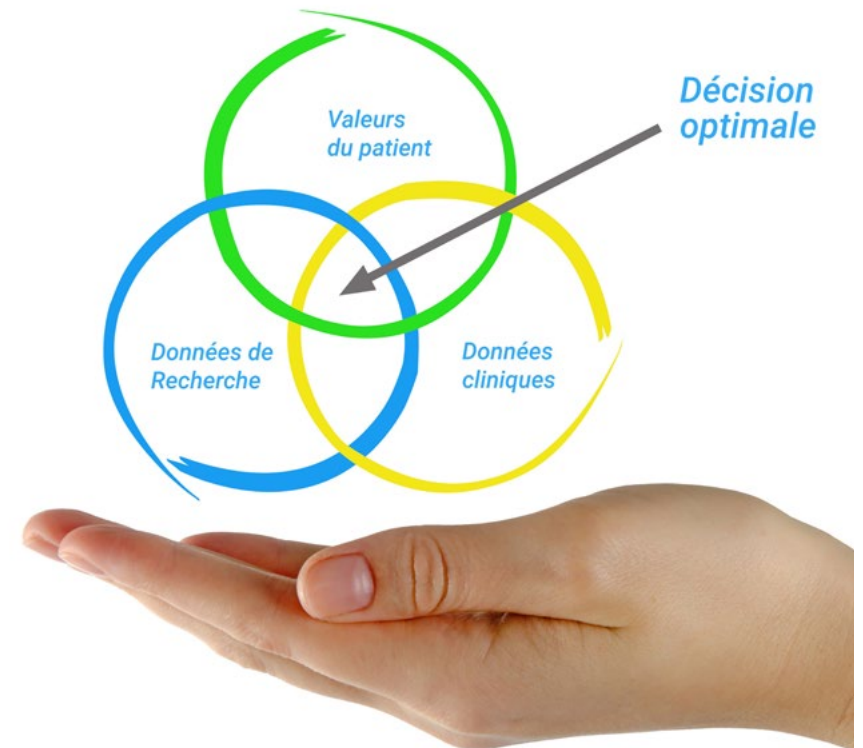 Décision
optimale
Valeurs
du patient
Données de
Recherche
Données
cliniques